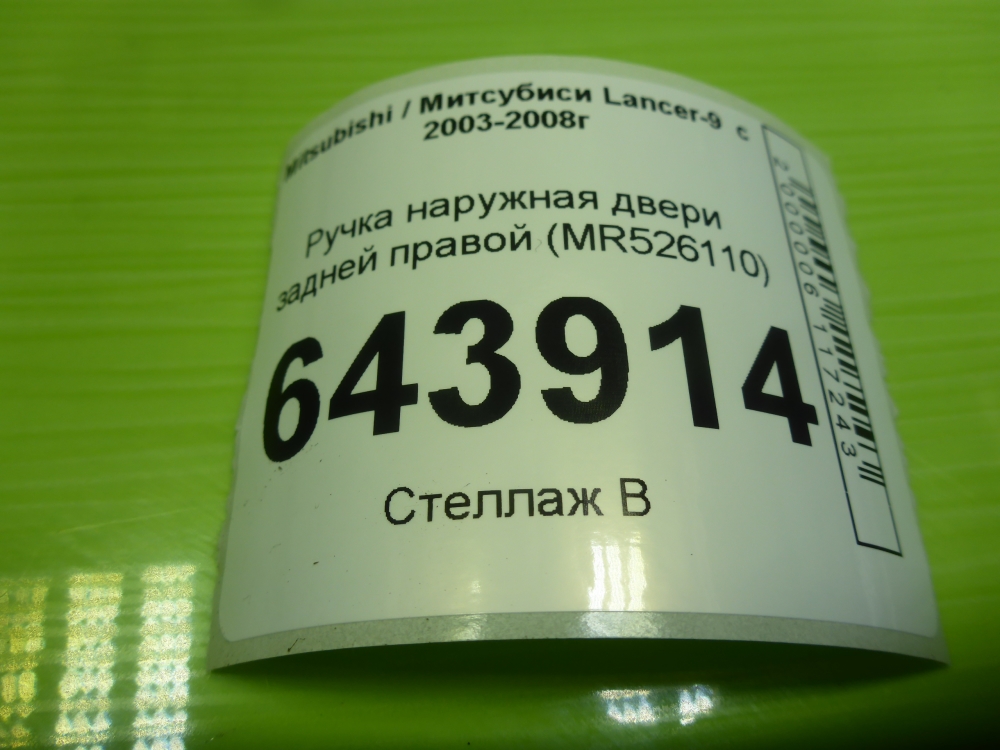 Mitsubishi / Митсубиси Lancer-9 с
2003-2008г
Ручка наружная двери
задней правой (MR526110)
643914
Стеллаж В
2000006117243